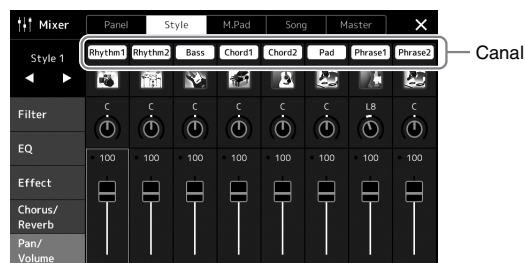 Mixer Panel Style M.Pad Song Master
Style 1 Rhythm1 Rhythm2 Bass Chord1 Chord2 Pad Phrase1 Phrase2 Canal
Filter C C C C C C L8 C
EQ 100 100 100 100 100 100 100 100
Effect
Chorus/
Reverb
Pan/
Volume